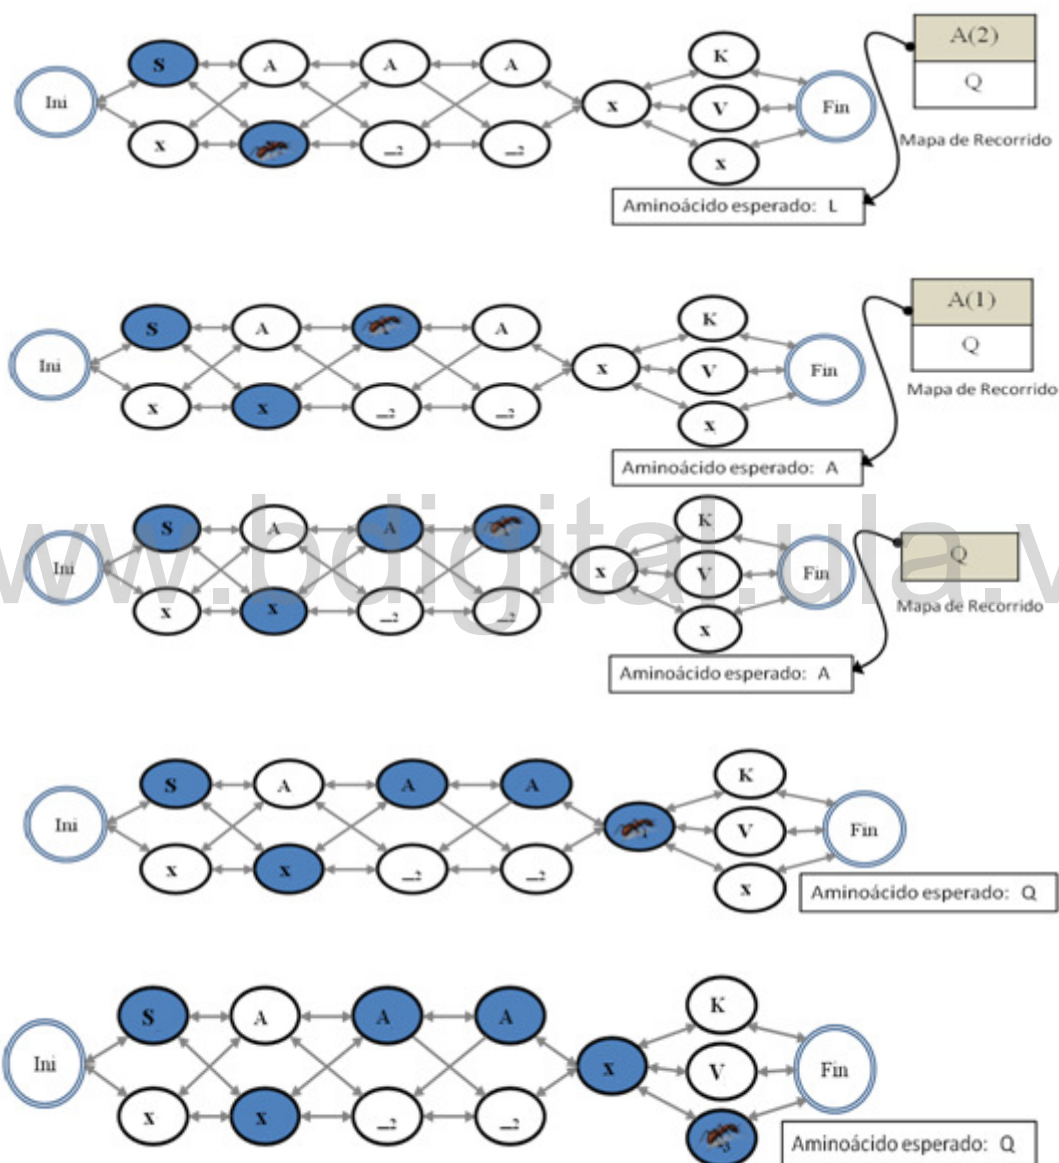 S A A A K A(2)
Ini x V Fin Q
x _2 _2 x Mapa de Recorrido
Aminoácido esperado: L
S A A K A(1)
Ini x V Fin Q
x x _2 _2 x Mapa de Recorrido
Aminoácido esperado: A
www.bdigital.ula.v
S A A K
Ini x V Fin Q
x x _2 _2 x Mapa de Recorrido
Aminoácido esperado: A
S A A A K
Ini V Fin
x x _2 _2 x
Aminoácido esperado: Q
S A A A K
Ini x V Fin
x x _2 _2
Aminoácido esperado: Q